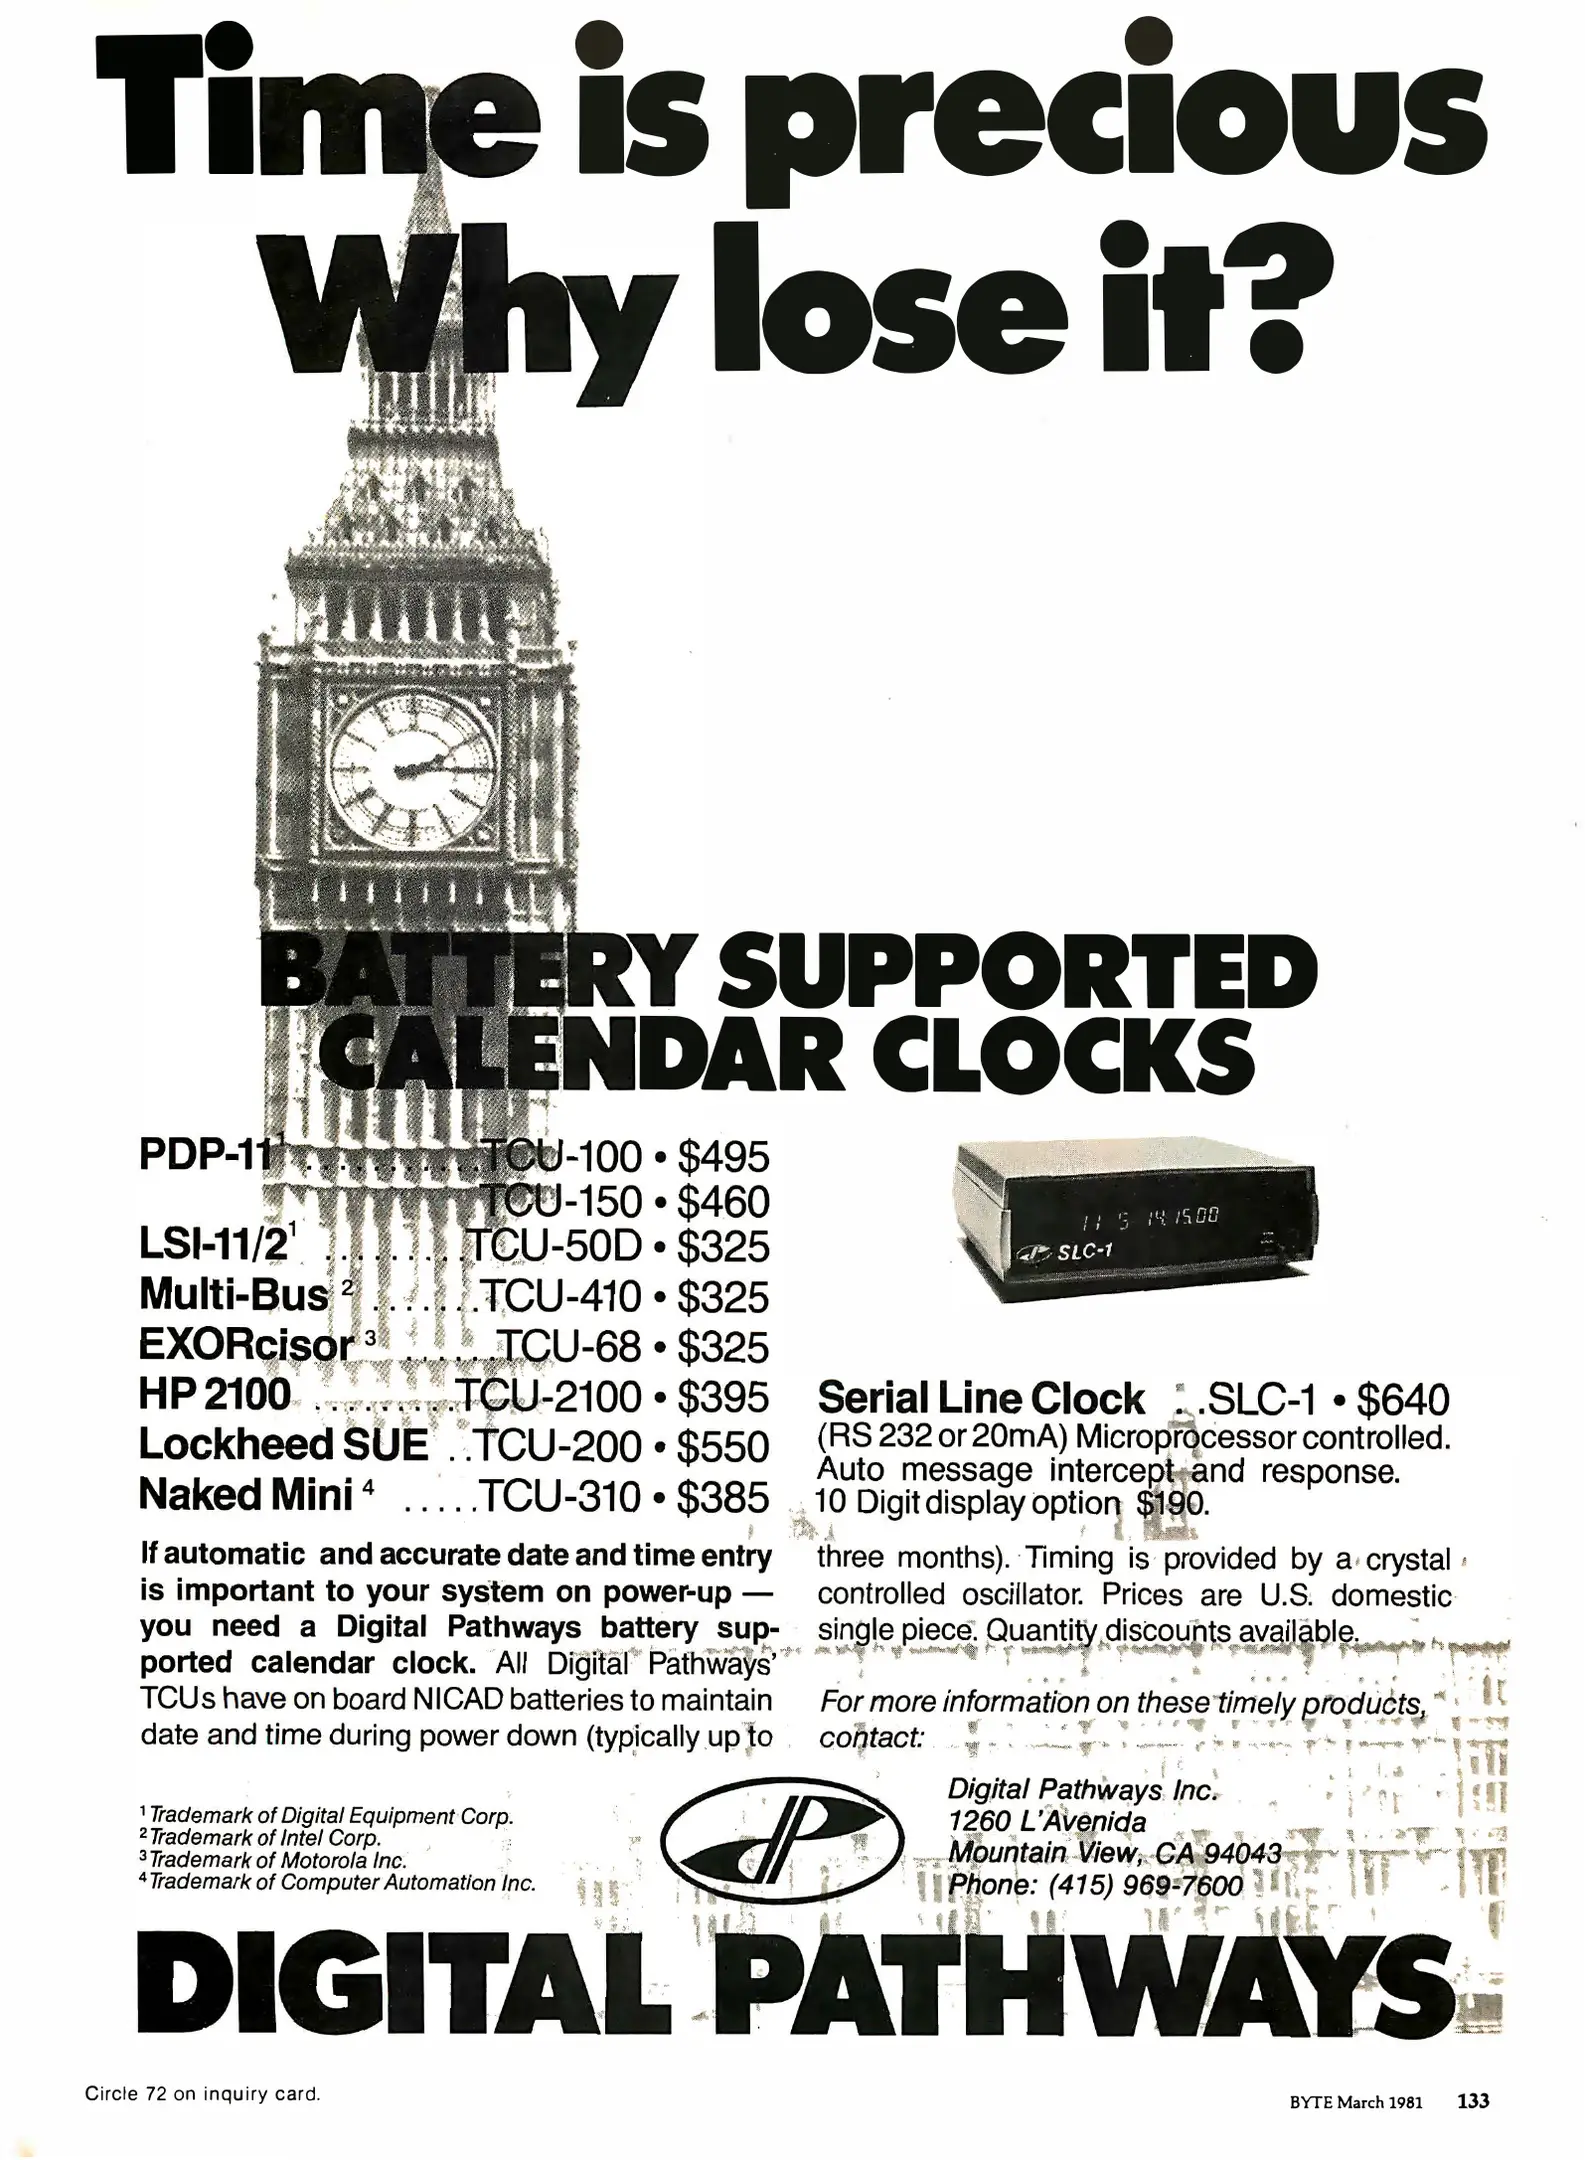 Time is precious
Why lose it?
BATTERY SUPPORTED
CALENDAR CLOCKS
PDP-11¹ ...........TCU-100 • $495
TCU-150 • $460
LSI-11/2¹ .........TCU-50D • $325
Multi-Bus ² .......TCU-410 • $325
EXORcisor ³ ......TCU-68 • $325
HP 2100 .........TCU-2100 • $395
Lockheed SUE ..TCU-200 • $550
Naked Mini ⁴ .....TCU-310 • $385
If automatic and accurate date and time entry
is important to your system on power-up —
you need a Digital Pathways battery sup-
ported calendar clock. All Digital Pathways'
TCUs have on board NICAD batteries to maintain
date and time during power down (typically up to
11 5 14.15.00
SLC-1
Serial Line Clock ..SLC-1 • $640
(RS 232 or 20mA) Microprocessor controlled.
Auto message intercept and response.
10 Digit display option $190.
three months). Timing is provided by a crystal
controlled oscillator. Prices are U.S. domestic
single piece. Quantity discounts available.
For more information on these timely products,
contact:
Digital Pathways Inc.
1260 L'Avenida
Mountain View, CA 94043
Phone: (415) 969-7600
¹ Trademark of Digital Equipment Corp.
² Trademark of Intel Corp.
³ Trademark of Motorola Inc.
⁴ Trademark of Computer Automation Inc.
DIGITAL PATHWAYS
Circle 72 on inquiry card.
BYTE March 1981 133